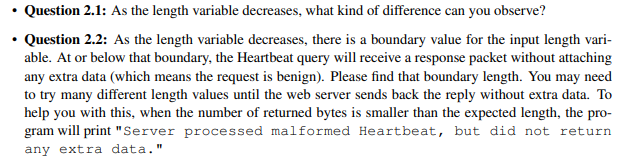 • Question 2.1: As the length variable decreases, what kind of difference can you observe?
• Question 2.2: As the length variable decreases, there is a boundary value for the input length vari-
able. At or below that boundary, the Heartbeat query will receive a response packet without attaching
any extra data (which means the request is benign). Please find that boundary length. You may need
to try many different length values until the web server sends back the reply without extra data. To
help you with this, when the number of returned bytes is smaller than the expected length, the pro-
gram will print "Server processed malformed Heartbeat, but did not return
any extra data."